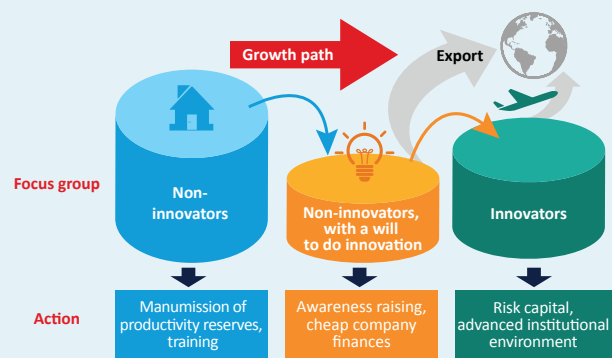 Growth path
Export
Focus group
Non-
innovators
Non-innovators,
with a will
to do innovation
Innovators
Action
Manumission of
productivity reserves,
training
Awareness raising,
cheap company
finances
Risk capital,
advanced institutional
environment